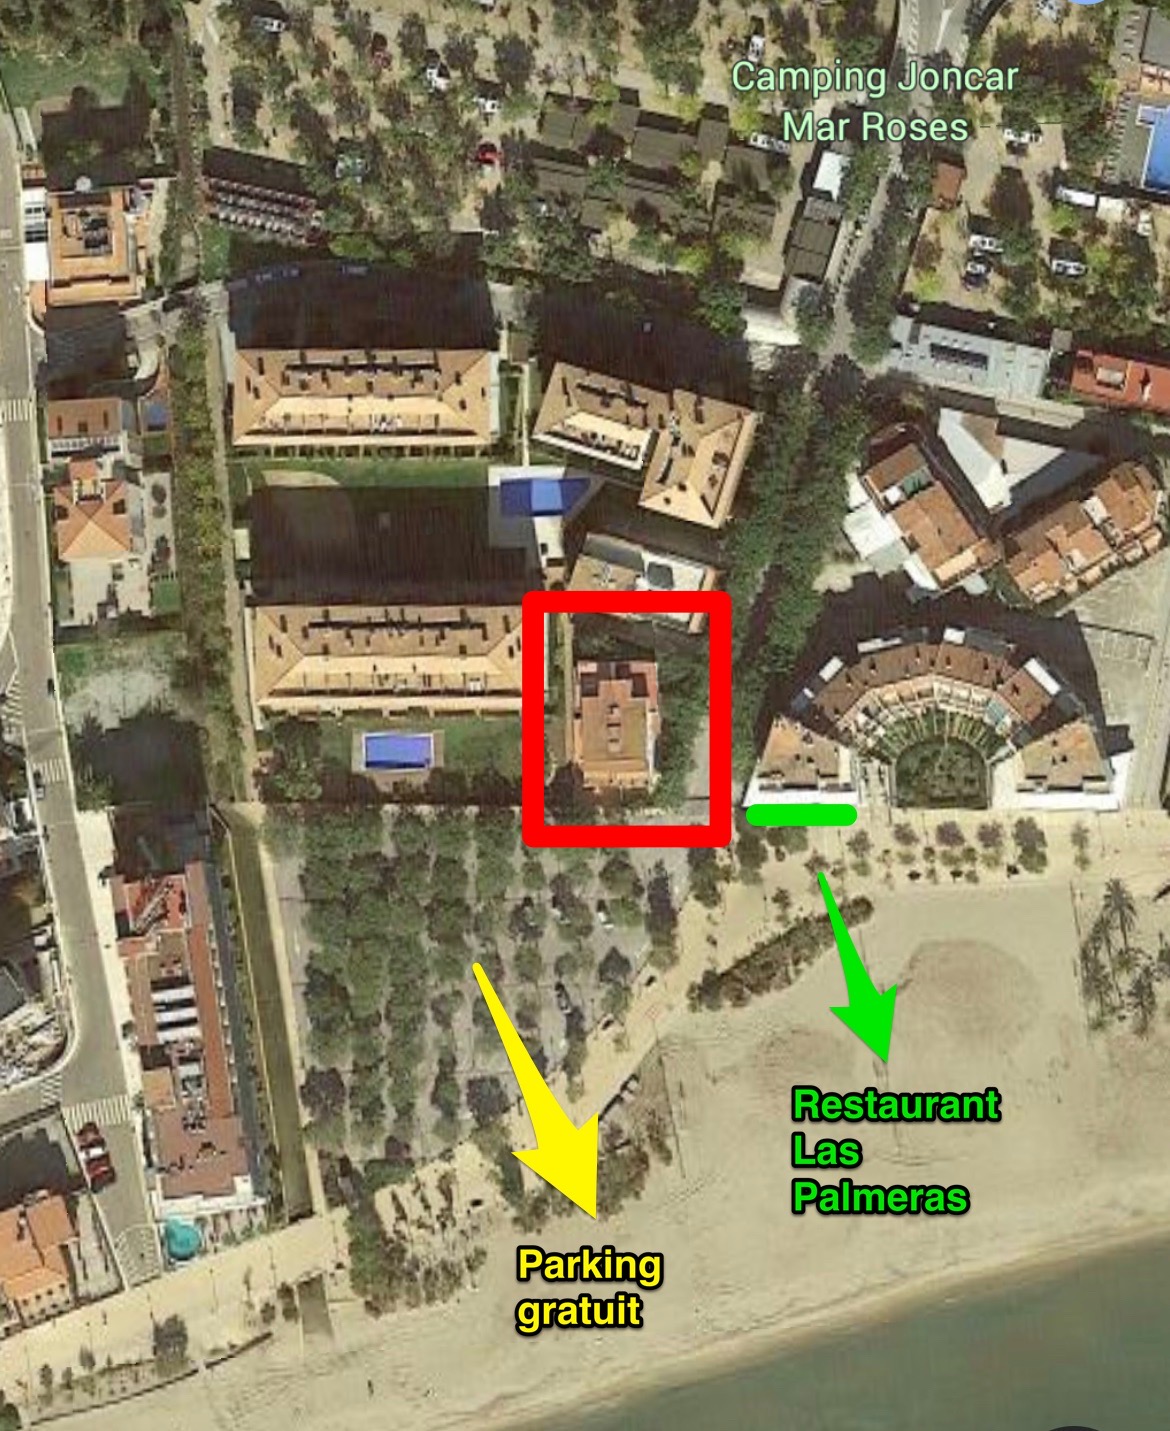 Camping Joncar
Mar Roses
Restaurant
Las
Palmeras
Parking
gratuit